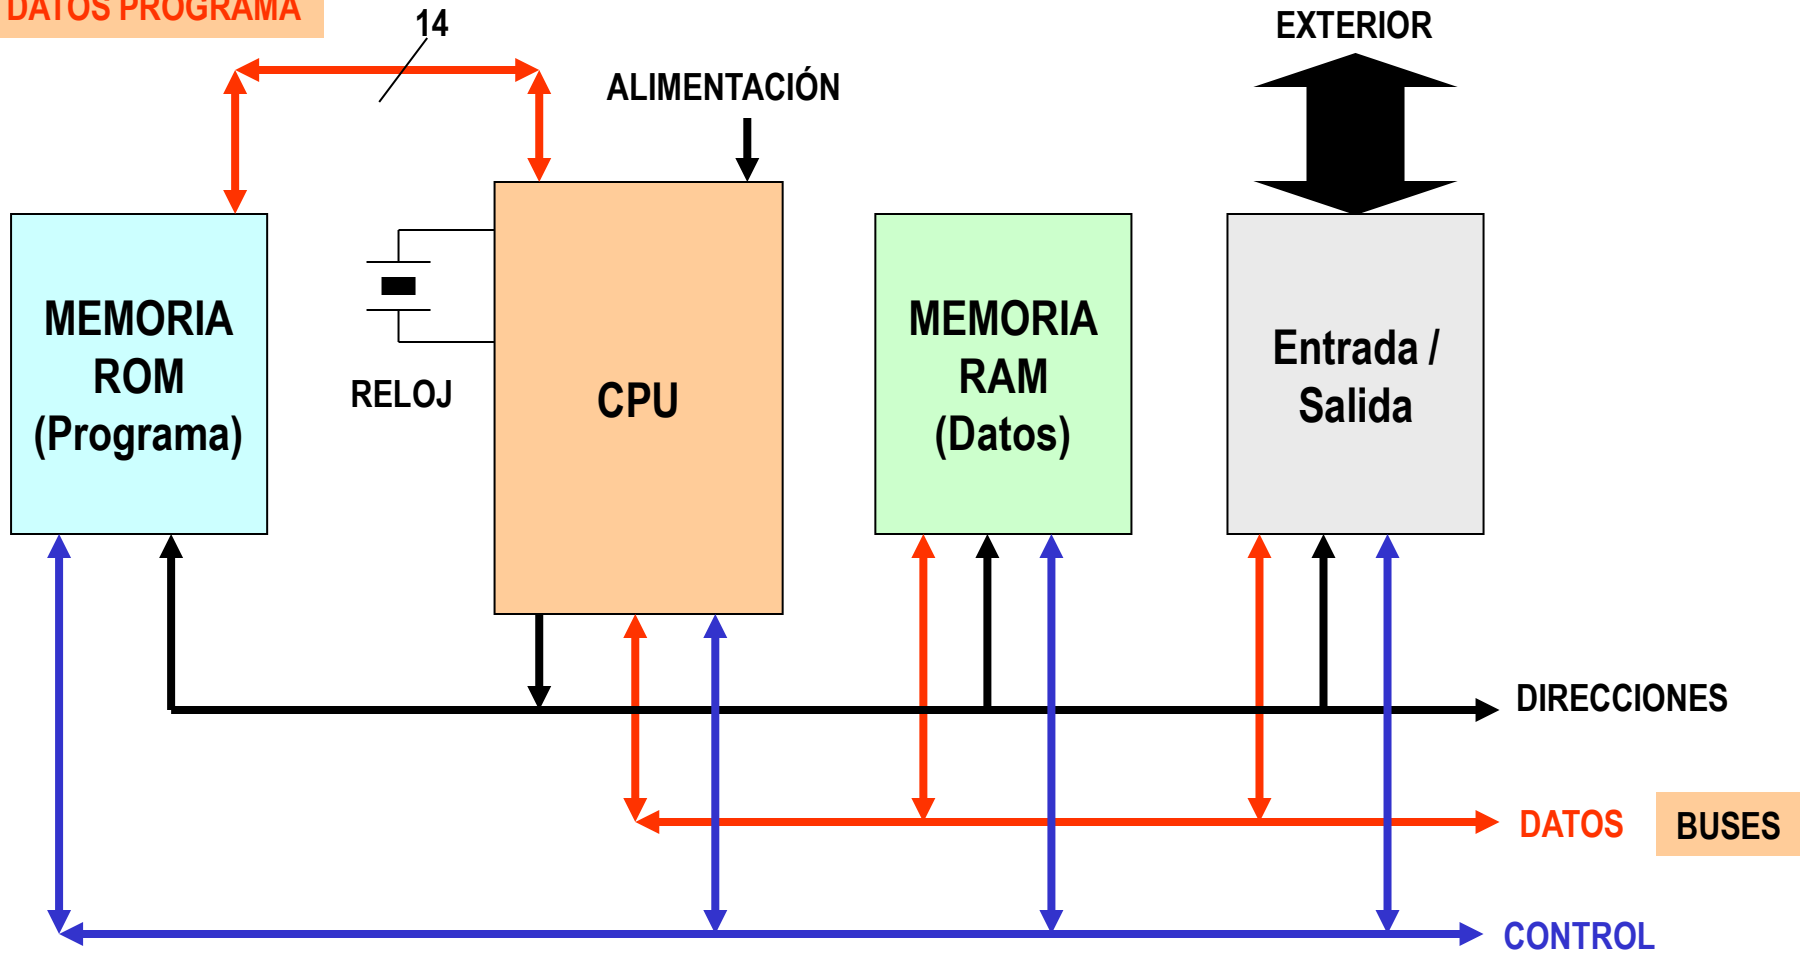 DATOS PROGRAMA
14
EXTERIOR
ALIMENTACIÓN
MEMORIA
ROM
(Programa)
RELOJ
CPU
MEMORIA
RAM
(Datos)
Entrada /
Salida
DIRECCIONES
DATOS
BUSES
CONTROL